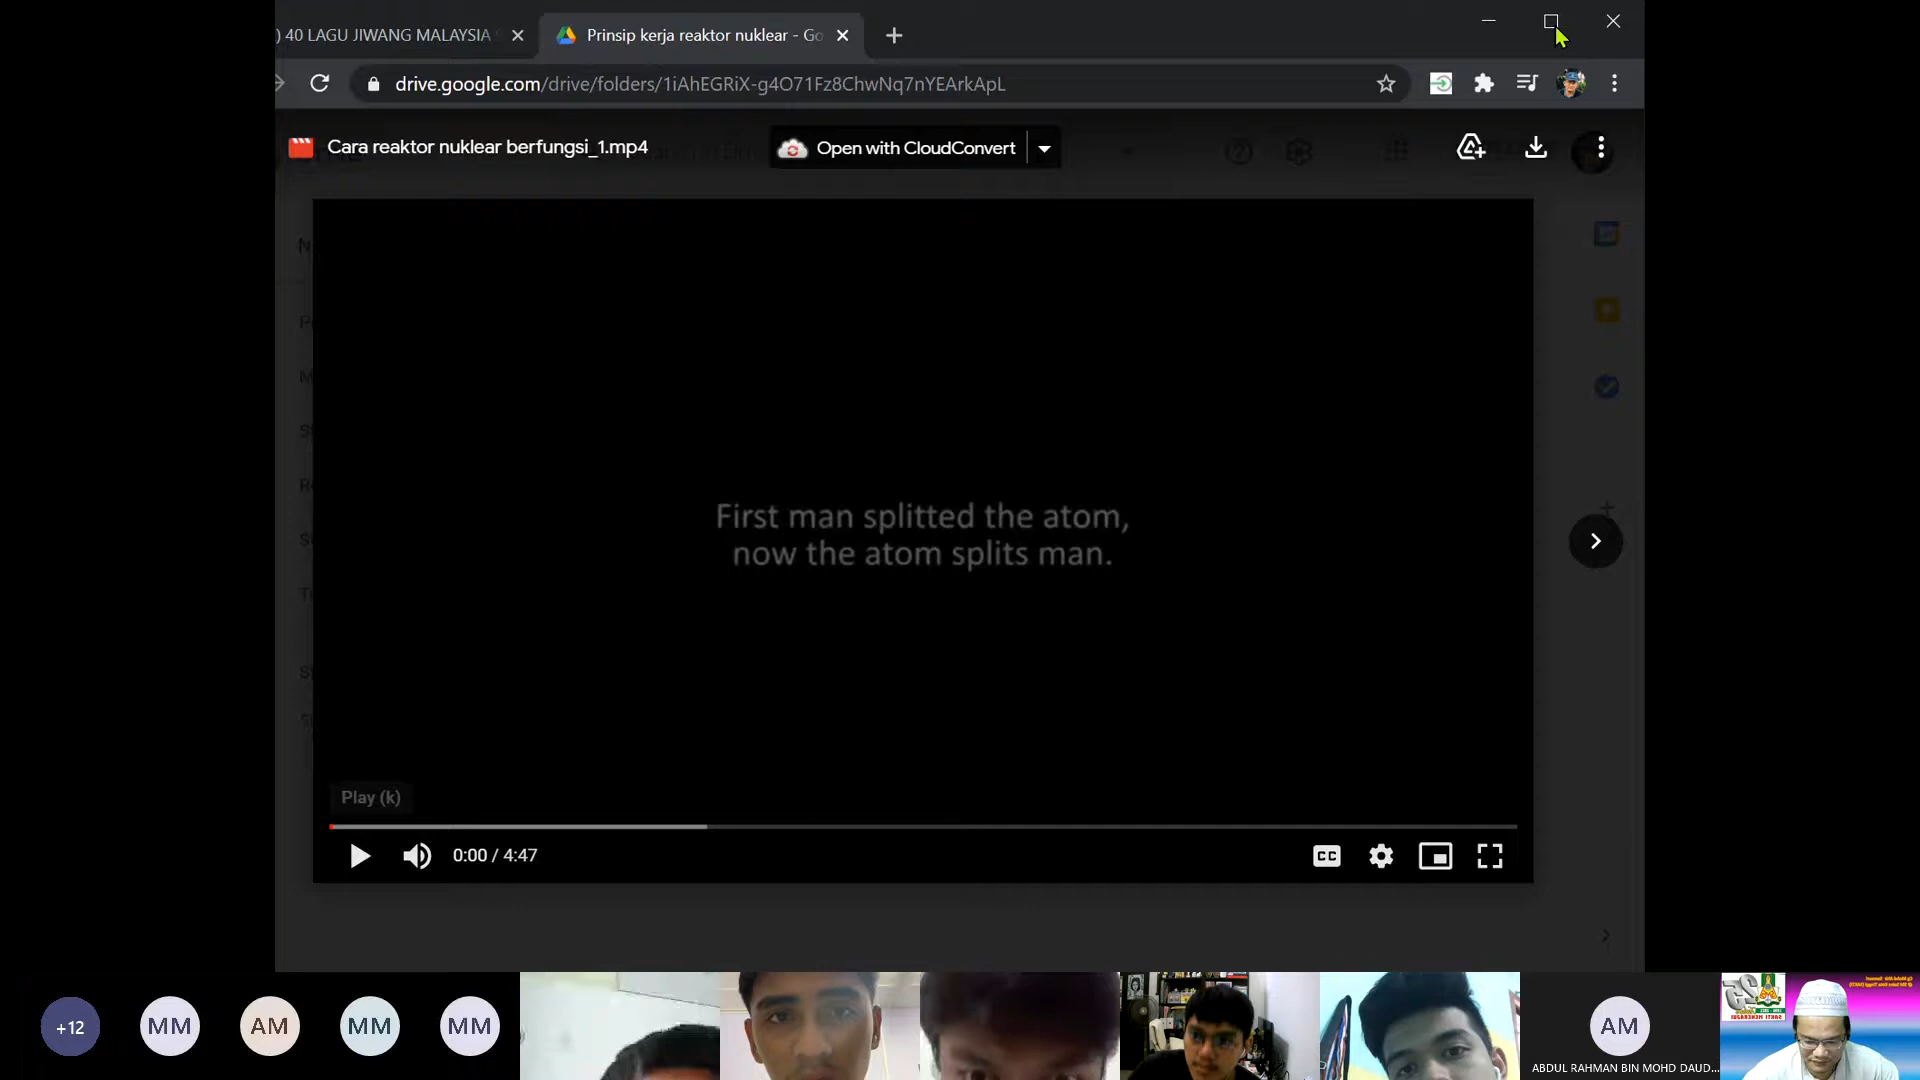 ) 40 LAGU JIWANG MALAYSIA
Prinsip kerja reaktor nuklear - Go
drive.google.com/drive/folders/1iAhEGRiX-g4O71Fz8ChwNq7nYEArkApL
Cara reaktor nuklear berfungsi_1.mp4
Open with CloudConvert
First man splitted the atom,
now the atom splits man.
Play (k)
0:00 / 4:47
CC
+12
MM
AM
MM
MM
AM
ABDUL RAHMAN BIN MOHD DAUD...